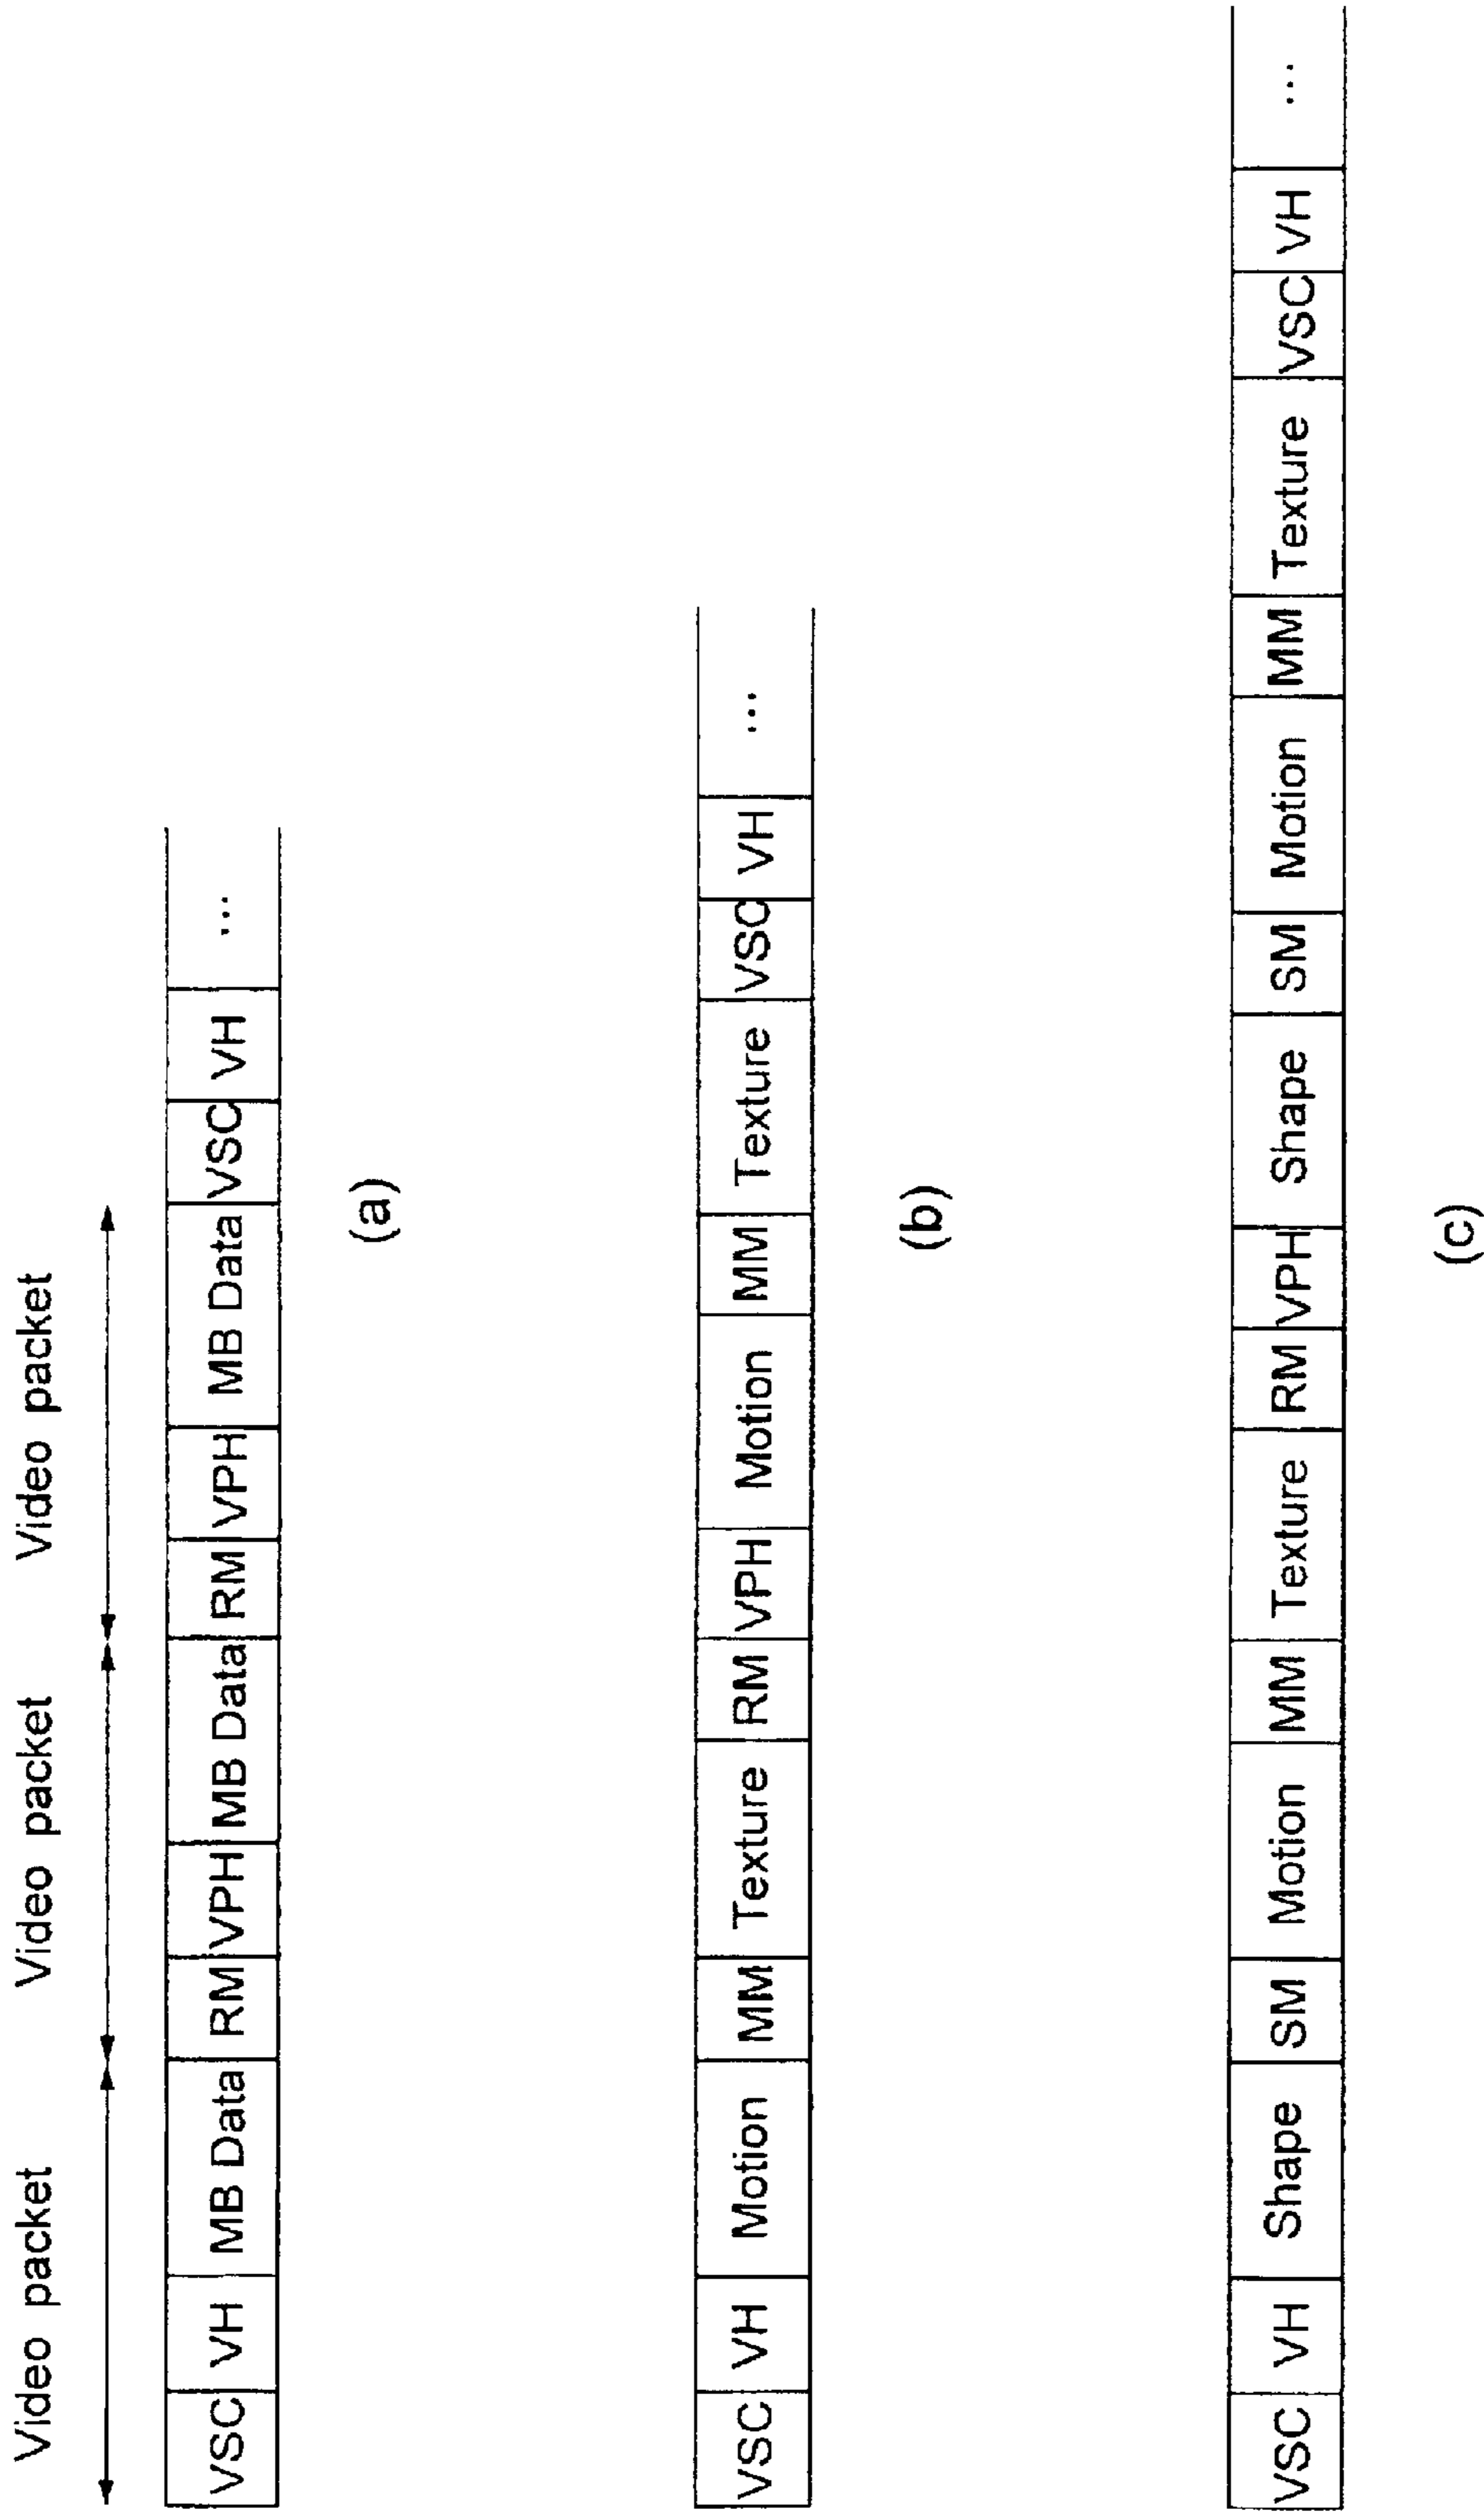 Video packet Video packet Video packet
VSC VH MB Data RM VPH MB Data RM VPH MB Data VSC VH ...
(a)
VSC VH Motion MM Texture RM VPH Motion MM Texture VSC VH ...
(b)
VSC VH Shape SM Motion MM Texture RM VPH Shape SM Motion MM Texture VSC VH ...
(c)